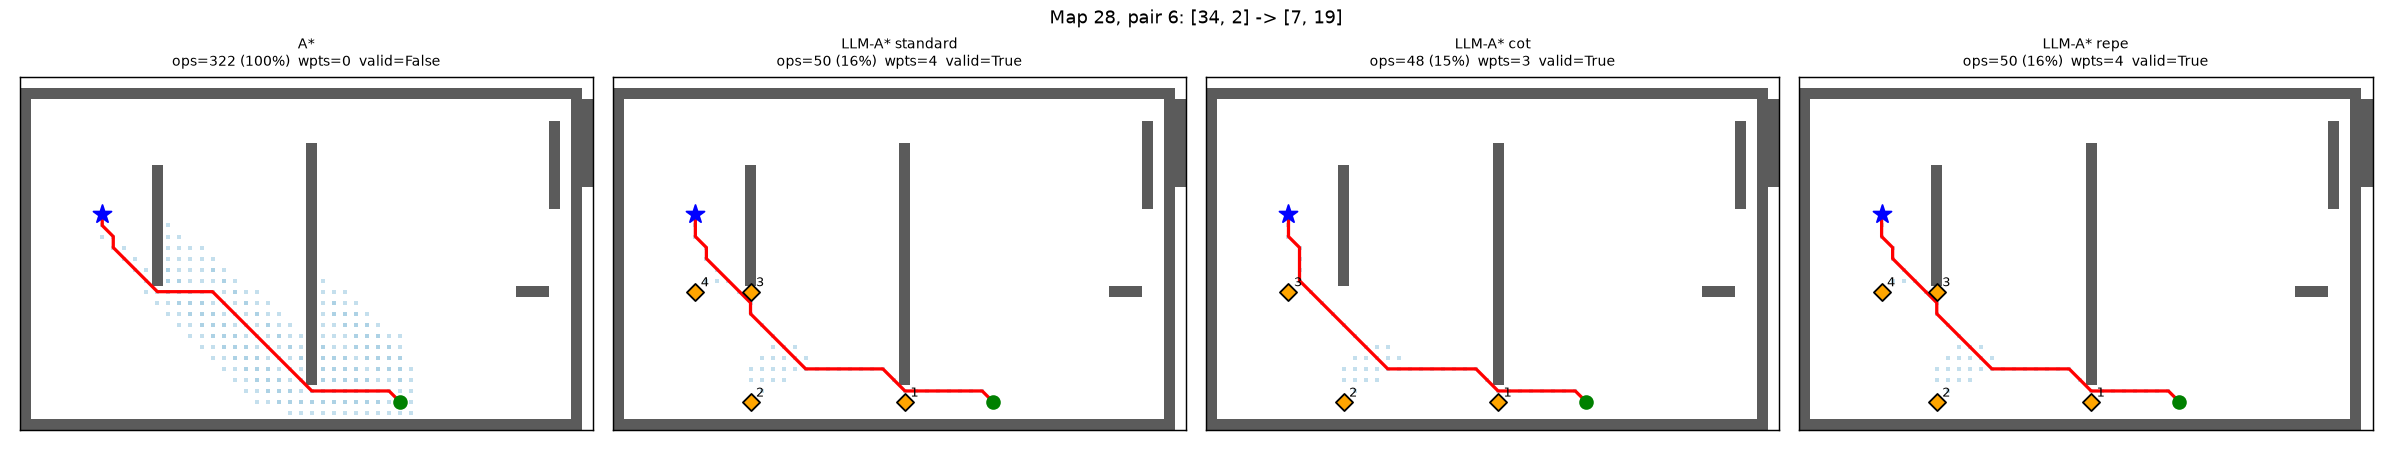 Map 28, pair 6: [34, 2] -> [7, 19]
A*
ops=322 (100%)  wpts=0  valid=False
LLM-A* standard
ops=50 (16%)  wpts=4  valid=True
LLM-A* cot
ops=48 (15%)  wpts=3  valid=True
LLM-A* repe
ops=50 (16%)  wpts=4  valid=True
4
3
2
1
3
2
1
4
3
2
1